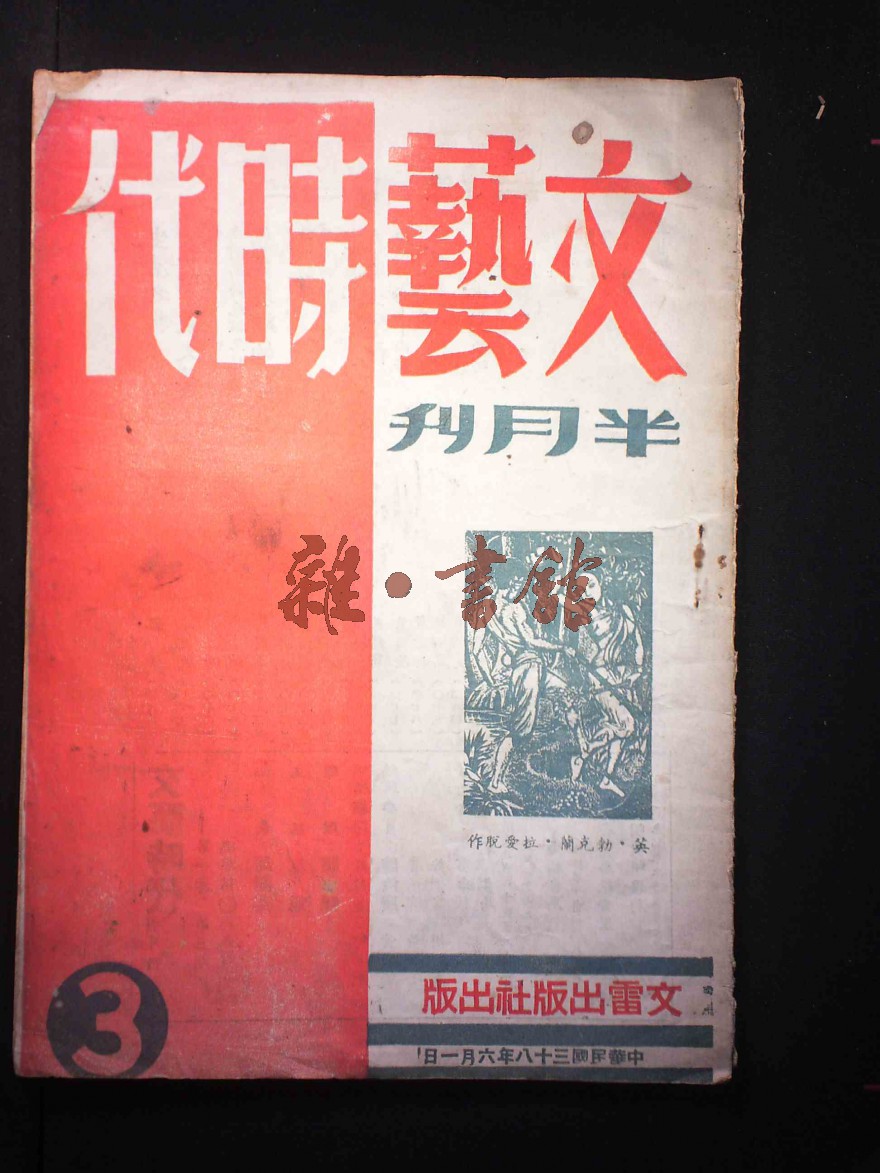 文藝時代
半月刊
雜·書館
英·勃克蘭·拉愛脫作
文雷出版社出版
中華民國三十八年六月一日
3